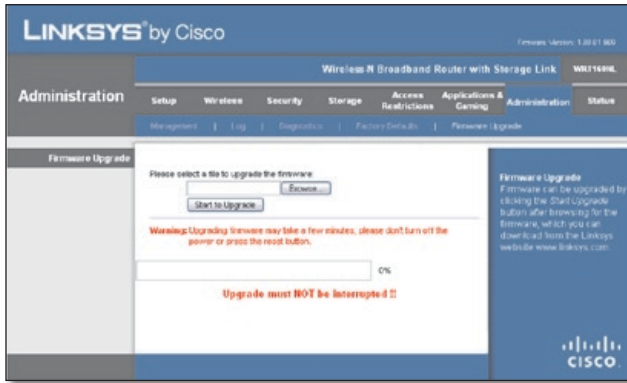 LINKSYS® by Cisco
Firmware Version: 1.00.01 B00
Wireless-N Broadband Router with Storage Link
WRT160NL
Administration
Setup Wireless Security Storage Access Restrictions Applications & Gaming Administration Status
Management | Log | Diagnostics | Factory Defaults | Firmware Upgrade
Firmware Upgrade
Please select a file to upgrade the firmware:
Browse...
Start to Upgrade
Warning: Upgrading firmware may take a few minutes, please don't turn off the
power or press the reset button.
0%
Upgrade must NOT be interrupted !!
Firmware Upgrade
Firmware can be upgraded by
clicking the Start Upgrade
button after browsing for the
firmware, which you can
download from the Linksys
website www.linksys.com.
CISCO.